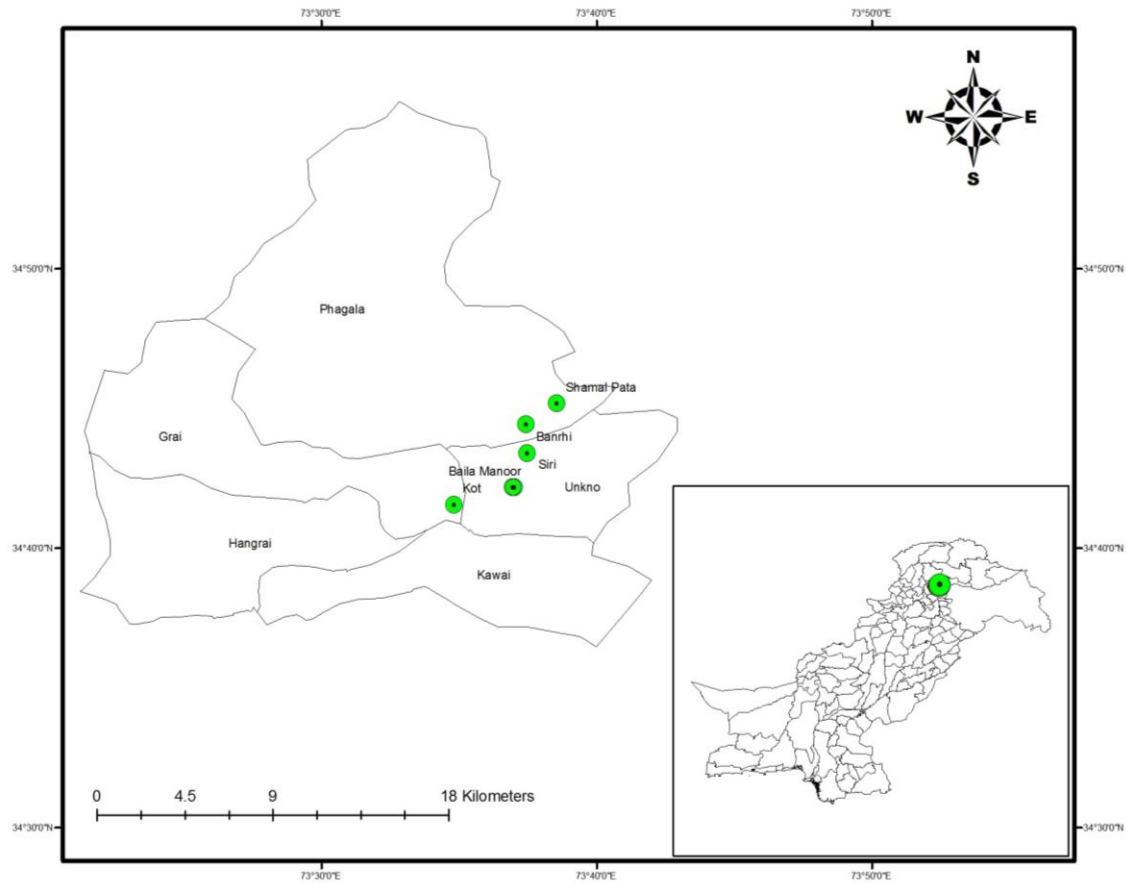 73°30'0"E
73°40'0"E
73°50'0"E
N
W
E
S
34°50'0"N
34°50'0"N
Phagala
Shamal Pata
Grai
Banrhi
Siri
Baila Manoor
Kot
Unkno
Hangrai
34°40'0"N
34°40'0"N
Kawai
0 4.5 9 18 Kilometers
34°30'0"N
34°30'0"N
73°30'0"E
73°40'0"E
73°50'0"E